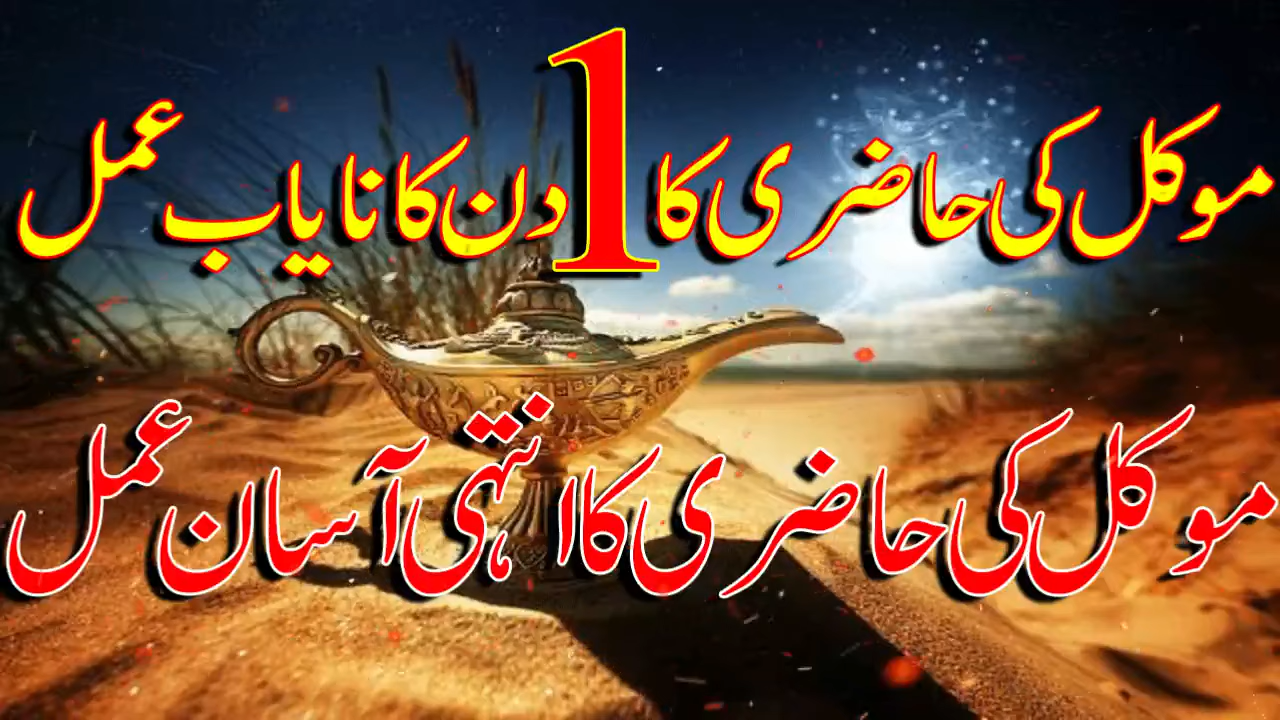 موکل کی حاضری کا 1 دن کا نایاب عمل
موکل کی حاضری کا انتہی آسان عمل